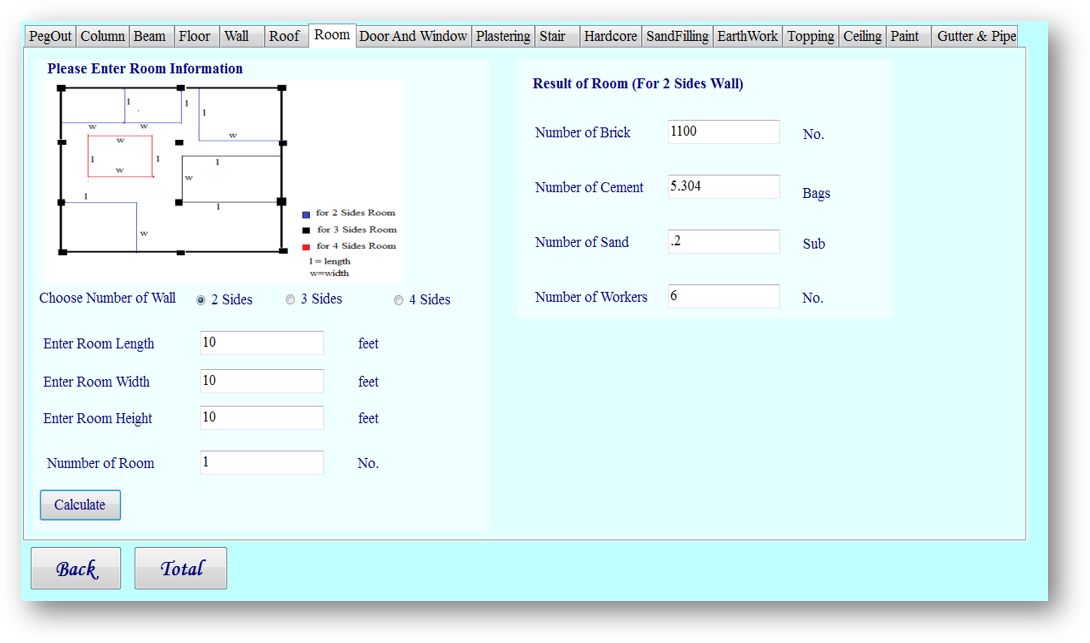 PegOut Column Beam Floor Wall Roof Room Door And Window Plastering Stair Hardcore SandFilling EarthWork Topping Ceiling Paint Gutter & Pipe
Please Enter Room Information
l l l
w w w
w
l l l
w w
l l
w
for 2 Sides Room
for 3 Sides Room
for 4 Sides Room
l = length
w=width
Choose Number of Wall 2 Sides 3 Sides 4 Sides
Enter Room Length 10 feet
Enter Room Width 10 feet
Enter Room Height 10 feet
Nunmber of Room 1 No.
Calculate
Result of Room (For 2 Sides Wall)
Number of Brick 1100 No.
Number of Cement 5.304 Bags
Number of Sand .2 Sub
Number of Workers 6 No.
Back Total